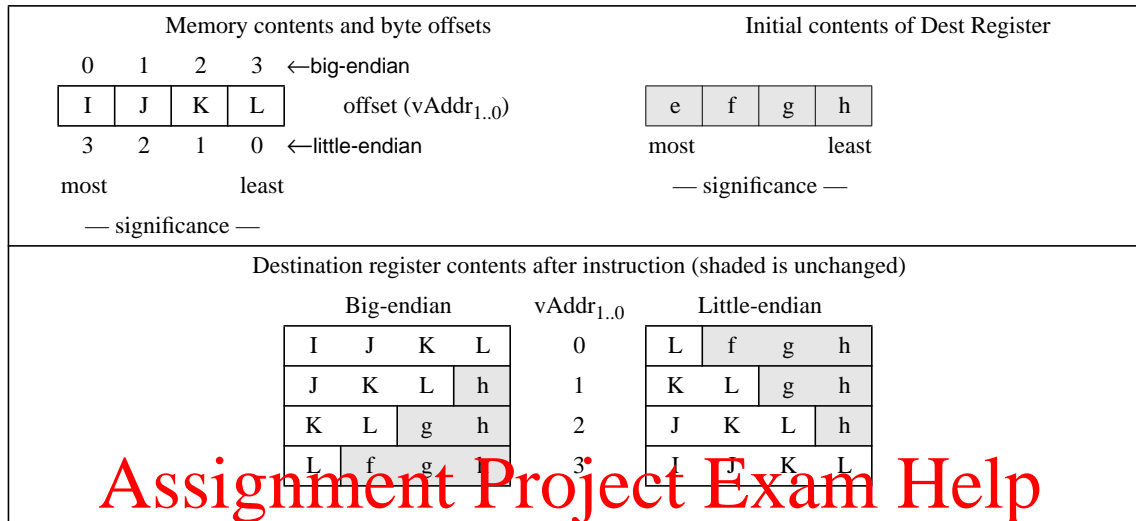 Memory contents and byte offsets
Initial contents of Dest Register
0 1 2 3 ←big-endian
I J K L offset (vAddr1..0)
e f g h
3 2 1 0 ←little-endian
most least
most least
— significance —
— significance —
Destination register contents after instruction (shaded is unchanged)
Big-endian vAddr1..0 Little-endian
I J K L 0 L f g h
J K L h 1 K L g h
K L g h 2 J K L h
L f g h 3 I J K L
Assignment Project Exam Help